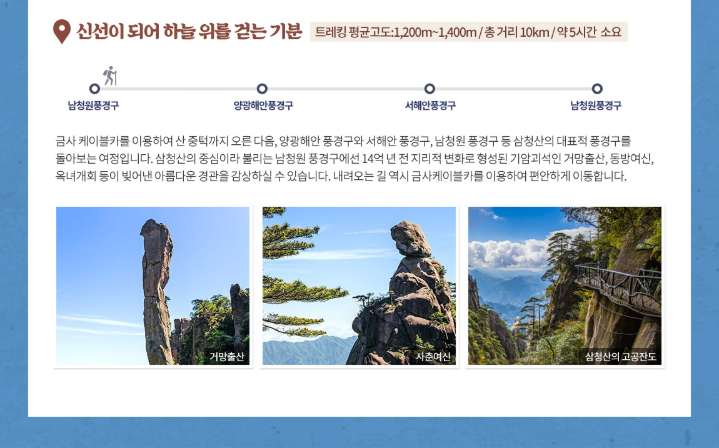 신선이 되어 하늘 위를 걷는 기분
트레킹 평균고도:1,200m~1,400m / 총 거리 10km / 약 5시간 소요
남청원풍경구
양광해안풍경구
서해안풍경구
남청원풍경구
금사 케이블카를 이용하여 산 중턱까지 오른 다음, 양광해안 풍경구와 서해안 풍경구, 남청원 풍경구 등 삼청산의 대표적 풍경구를
돌아보는 여정입니다. 삼청산의 중심이라 불리는 남청원 풍경구에선 14억 년 전 지리적 변화로 형성된 기암괴석인 거망출산, 동방여신,
옥녀개회 등이 빚어낸 아름다운 경관을 감상하실 수 있습니다. 내려오는 길 역시 금사케이블카를 이용하여 편안하게 이동합니다.
거망출산
사춘여신
삼청산의 고공잔도